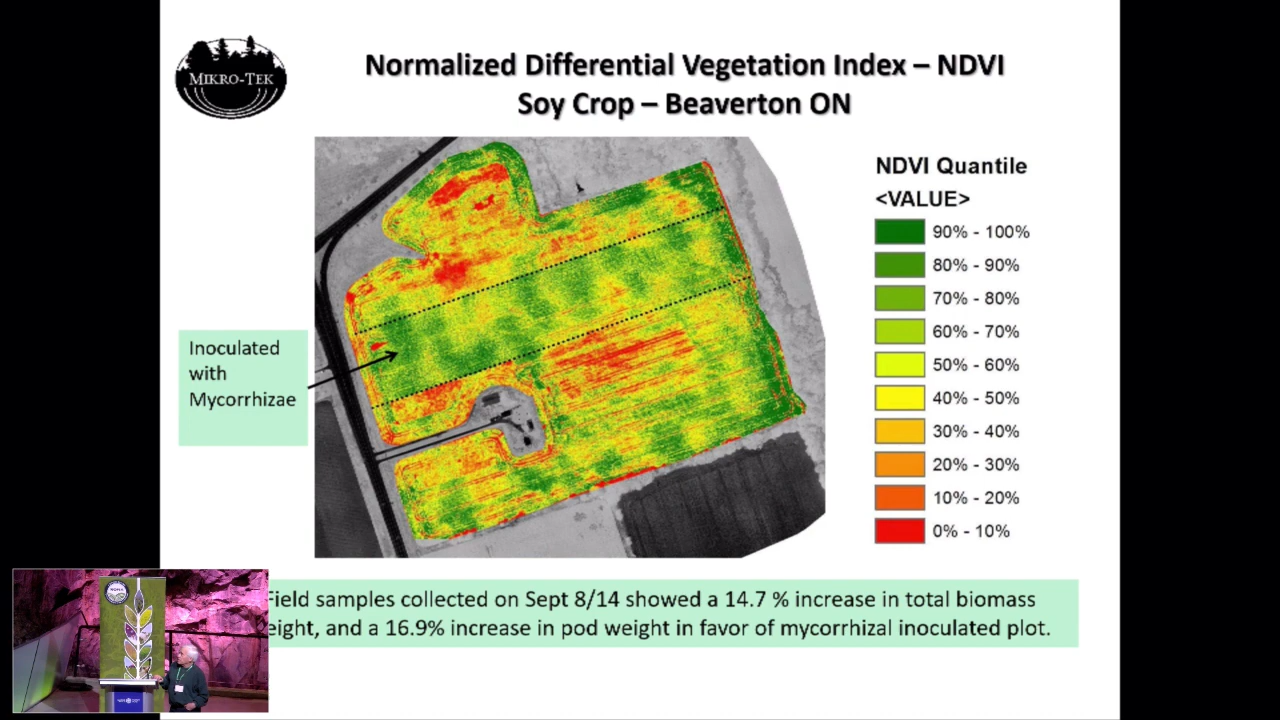 MIKRO-TEK
Normalized Differential Vegetation Index – NDVI
Soy Crop – Beaverton ON
NDVI Quantile
<VALUE>
90% - 100%
80% - 90%
70% - 80%
60% - 70%
50% - 60%
40% - 50%
30% - 40%
20% - 30%
10% - 20%
0% - 10%
Inoculated
with
Mycorrhizae
Field samples collected on Sept 8/14 showed a 14.7 % increase in total biomass
eight, and a 16.9% increase in pod weight in favor of mycorrhizal inoculated plot.